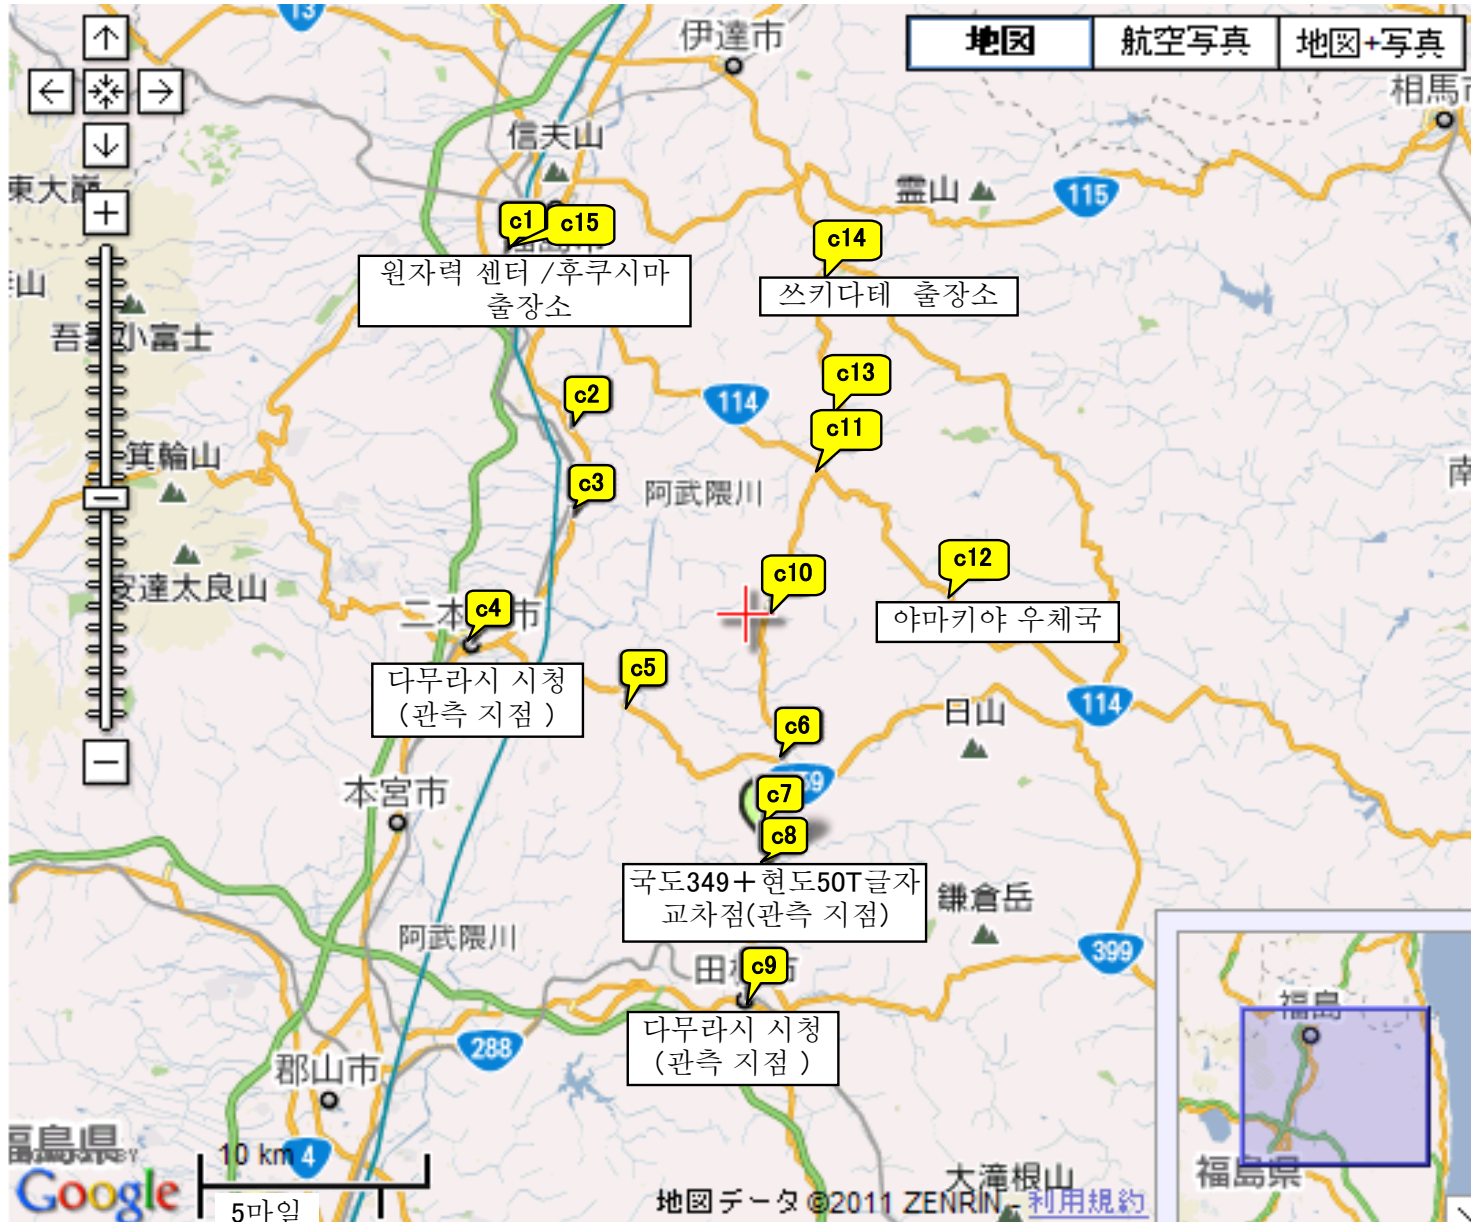 13
伊達市
地図
航空写真
地図+写真
相馬市
信夫山
東大巌
霊山
115
c1
c15
c14
원자력 센터 /후쿠시마
출장소
쓰키다테 출장소
吾妻小富士
c13
c2
114
c11
箕輪山
c3
阿武隈川
南
c12
c10
安達太良山
二本松市
c4
야마키야 우체국
다무라시 시청
(관측 지점 )
c5
114
日山
c6
本宮市
c7
c8
국도349＋현도50T글자
교차점(관측 지점)
鎌倉岳
阿武隈川
399
田村市
c9
다무라시 시청
(관측 지점 )
288
郡山市
福島
福島県
福島県
10 km
4
Google
5마일
大滝根山
地図データ ©2011 ZENRIN - 利用規約